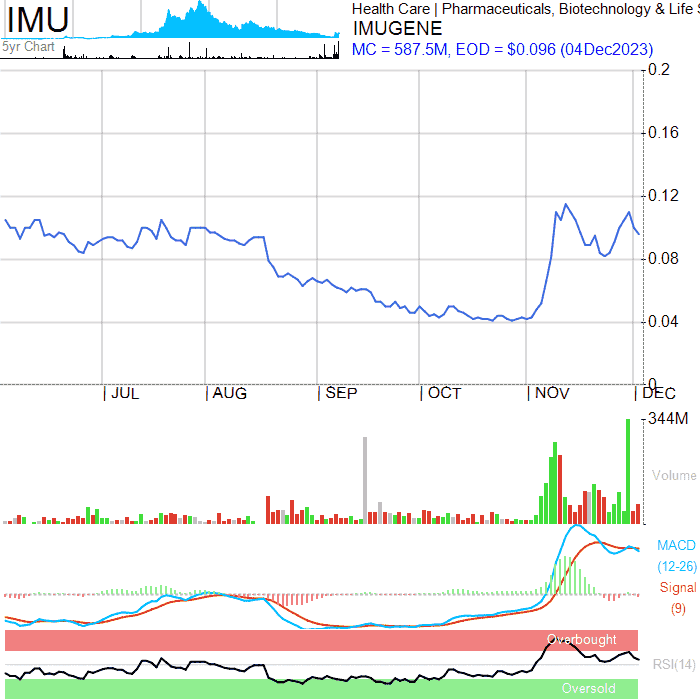 IMU
5yr Chart
Health Care | Pharmaceuticals, Biotechnology & Life S
IMUGENE
MC = 587.5M, EOD = $0.096 (04Dec2023)
0.2
0.16
0.12
0.08
0.04
0
JUL
AUG
SEP
OCT
NOV
DEC
344M
Volume
MACD
(12-26)
Signal
(9)
Overbought
RSI(14)
Oversold